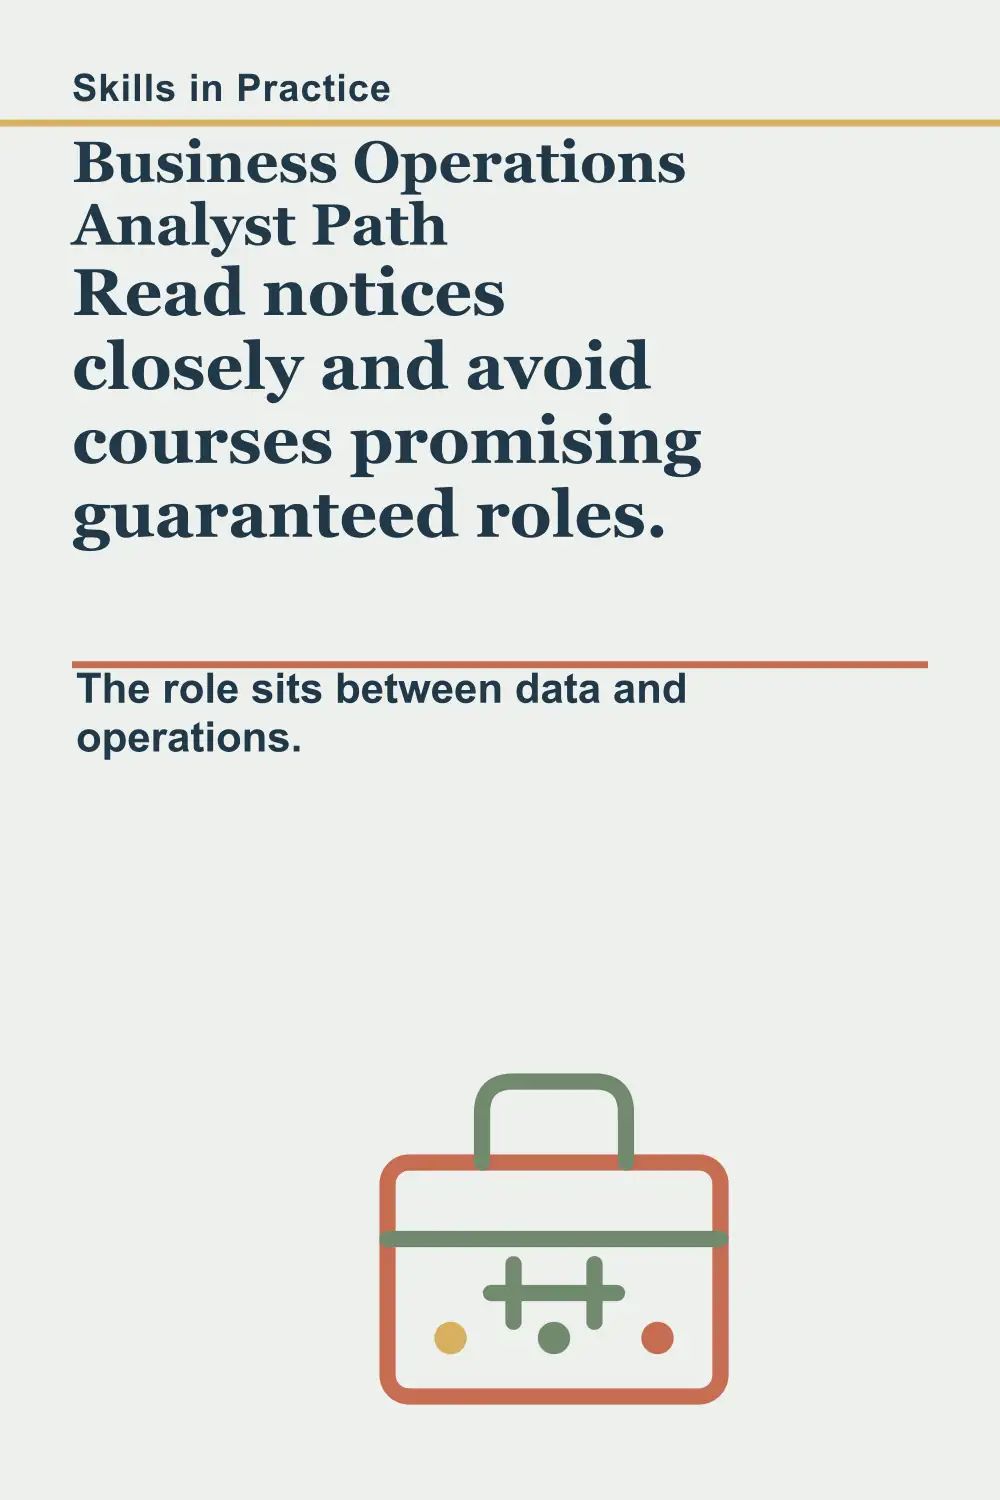 Skills in Practice
Business Operations
Analyst Path
Read notices
closely and avoid
courses promising
guaranteed roles.
The role sits between data and
operations.